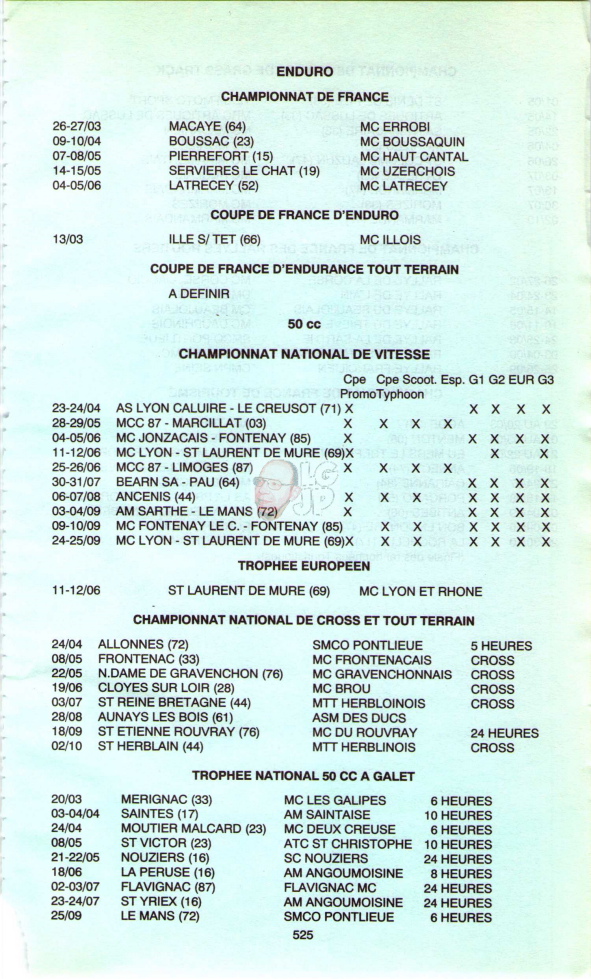 ENDURO
CHAMPIONNAT DE FRANCE
26-27/03 MACAYE (64) MC ERROBI
09-10/04 BOUSSAC (23) MC BOUSSAQUIN
07-08/05 PIERREFORT (15) MC HAUT CANTAL
14-15/05 SERVIERES LE CHAT (19) MC UZERCHOIS
04-05/06 LATRECEY (52) MC LATRECEY
COUPE DE FRANCE D'ENDURO
13/03 ILLE S/ TET (66) MC ILLOIS
COUPE DE FRANCE D'ENDURANCE TOUT TERRAIN
A DEFINIR
50 cc
CHAMPIONNAT NATIONAL DE VITESSE
Cpe Cpe Scoot. Esp. G1 G2 EUR G3
Promo Typhoon
23-24/04 AS LYON CALUIRE - LE CREUSOT (71) X X X X X
28-29/05 MCC 87 - MARCILLAT (03) X X X X
04-05/06 MC JONZACAIS - FONTENAY (85) X X X X X
11-12/06 MC LYON - ST LAURENT DE MURE (69)X X X
25-26/06 MCC 87 - LIMOGES (87) X X X X
30-31/07 BEARN SA - PAU (64) X X X X
06-07/08 ANCENIS (44) X X X X X X X X
03-04/09 AM SARTHE - LE MANS (72) X X X X X
09-10/09 MC FONTENAY LE C. - FONTENAY (85) X X X X X X X
24-25/09 MC LYON - ST LAURENT DE MURE (69)X X X X X X X X
TROPHEE EUROPEEN
11-12/06 ST LAURENT DE MURE (69) MC LYON ET RHONE
CHAMPIONNAT NATIONAL DE CROSS ET TOUT TERRAIN
24/04 ALLONNES (72) SMCO PONTLIEUE 5 HEURES
08/05 FRONTENAC (33) MC FRONTENACAIS CROSS
22/05 N.DAME DE GRAVENCHON (76) MC GRAVENCHONNAIS CROSS
19/06 CLOYES SUR LOIR (28) MC BROU CROSS
03/07 ST REINE BRETAGNE (44) MTT HERBLOINOIS CROSS
28/08 AUNAYS LES BOIS (61) ASM DES DUCS
18/09 ST ETIENNE ROUVRAY (76) MC DU ROUVRAY 24 HEURES
02/10 ST HERBLAIN (44) MTT HERBLINOIS CROSS
TROPHEE NATIONAL 50 CC A GALET
20/03 MERIGNAC (33) MC LES GALIPES 6 HEURES
03-04/04 SAINTES (17) AM SAINTAISE 10 HEURES
24/04 MOUTIER MALCARD (23) MC DEUX CREUSE 6 HEURES
08/05 ST VICTOR (23) ATC ST CHRISTOPHE 10 HEURES
21-22/05 NOUZIERS (16) SC NOUZIERS 24 HEURES
18/06 LA PERUSE (16) AM ANGOUMOISINE 8 HEURES
02-03/07 FLAVIGNAC (87) FLAVIGNAC MC 24 HEURES
23-24/07 ST YRIEX (16) AM ANGOUMOISINE 24 HEURES
25/09 LE MANS (72) SMCO PONTLIEUE 6 HEURES
525
LG
JP